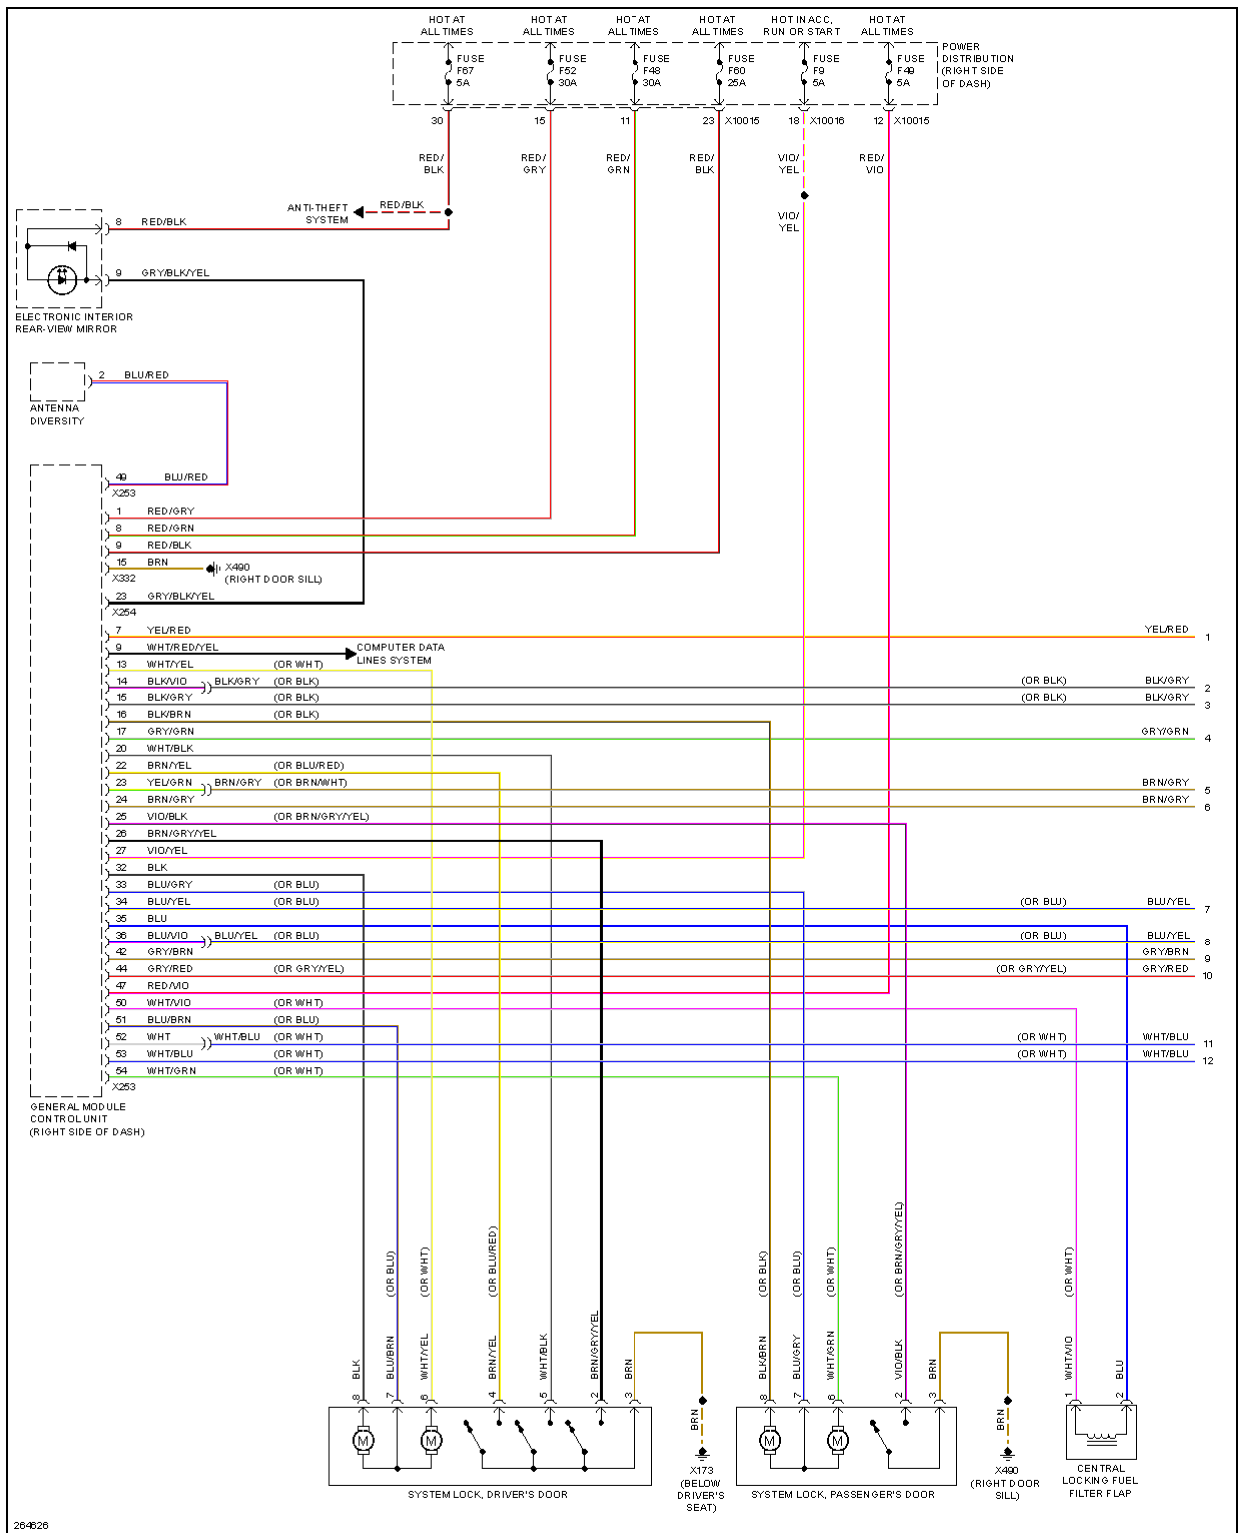 HOT AT ALL TIMES
HOT AT ALL TIMES
HOT AT ALL TIMES
HOT AT ALL TIMES
HOT IN ACC, RUN OR START
HOT AT ALL TIMES
FUSE F67 5A
FUSE F52 30A
FUSE F48 30A
FUSE F60 25A
FUSE F9 5A
FUSE F49 5A
POWER
DISTRIBUTION
(RIGHT SIDE
OF DASH)
30 15 11 23 X10015 18 X10016 12 X10015
RED/BLK
RED/GRY
RED/GRN
RED/BLK
VIO/YEL
RED/VIO
ANTI-THEFT
SYSTEM
RED/BLK
VIO/YEL
8 RED/BLK
9 GRY/BLK/YEL
ELECTRONIC INTERIOR
REAR-VIEW MIRROR
2 BLU/RED
ANTENNA
DIVERSITY
49 BLU/RED
X253
1 RED/GRY
8 RED/GRN
9 RED/BLK
15 BRN
X332
X490
(RIGHT DOOR SILL)
23 GRY/BLK/YEL
X254
7 YEL/RED YEL/RED 1
9 WHT/RED/YEL COMPUTER DATA
LINES SYSTEM
13 WHT/YEL (OR WHT)
14 BLK/VIO BLK/GRY (OR BLK) (OR BLK) BLK/GRY 2
15 BLK/GRY (OR BLK) (OR BLK) BLK/GRY 3
16 BLK/BRN (OR BLK)
17 GRY/GRN GRY/GRN 4
20 WHT/BLK
22 BRN/YEL (OR BLU/RED)
23 YEL/GRN BRN/GRY (OR BRN/WHT) BRN/GRY 5
24 BRN/GRY BRN/GRY 6
25 VIO/BLK (OR BRN/GRY/YEL)
26 BRN/GRY/YEL
27 VIO/YEL
32 BLK
33 BLU/GRY (OR BLU)
34 BLU/YEL (OR BLU) (OR BLU) BLU/YEL 7
35 BLU
36 BLU/VIO BLU/YEL (OR BLU) (OR BLU) BLU/YEL 8
42 GRY/BRN GRY/BRN 9
44 GRY/RED (OR GRY/YEL) (OR GRY/YEL) GRY/RED 10
47 RED/VIO
50 WHT/VIO (OR WHT)
51 BLU/BRN (OR BLU)
52 WHT WHT/BLU (OR WHT) (OR WHT) WHT/BLU 11
53 WHT/BLU (OR WHT) (OR WHT) WHT/BLU 12
54 WHT/GRN (OR WHT)
X253
GENERAL MODULE
CONTROL UNIT
(RIGHT SIDE OF DASH)
8 BLK
7 BLU/BRN (OR BLU)
6 WHT/YEL (OR WHT)
4 BRN/YEL (OR BLU/RED)
5 WHT/BLK
2 BRN/GRY/YEL
3 BRN
BRN
8 BLK/BRN (OR BLK)
7 BLU/GRY (OR BLU)
6 WHT/GRN (OR WHT)
2 VIO/BLK (OR BRN/GRY/YEL)
3 BRN
BRN
1 WHT/VIO (OR WHT)
2 BLU
M M M M
SYSTEM LOCK, DRIVER'S DOOR
X173
(BELOW
DRIVER'S
SEAT)
SYSTEM LOCK, PASSENGER'S DOOR
X490
(RIGHT DOOR
SILL)
CENTRAL
LOCKING FUEL
FILTER FLAP
264626